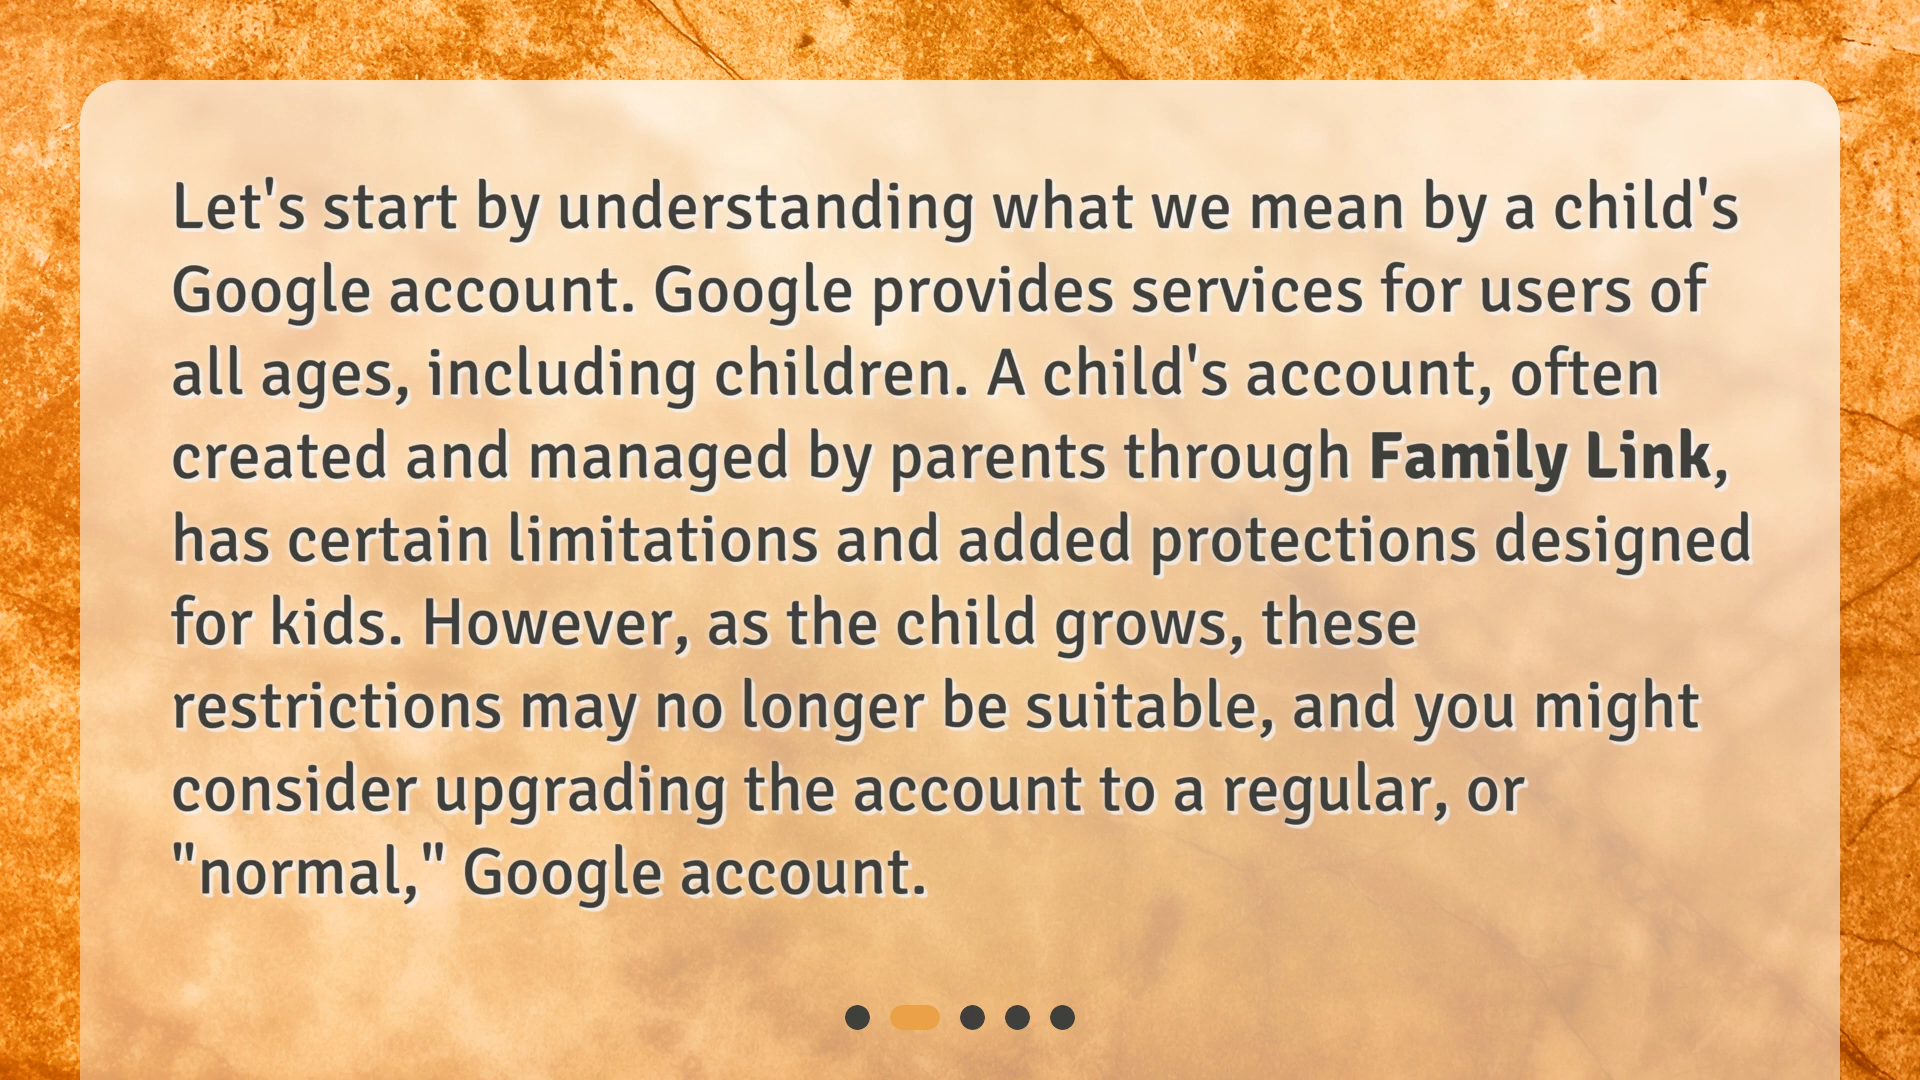 Let's start by understanding what we mean by a child's
Google account. Google provides services for users of
all ages, including children. A child's account, often
created and managed by parents through Family Link,
has certain limitations and added protections designed
for kids. However, as the child grows, these
restrictions may no longer be suitable, and you might
consider upgrading the account to a regular, or
"normal," Google account.